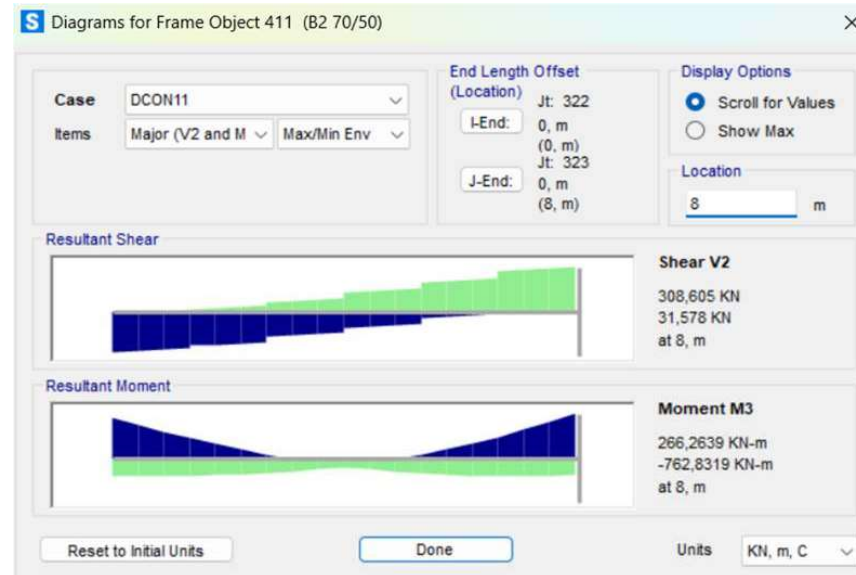 S Diagrams for Frame Object 411 (B2 70/50)
Case DCON11
Items Major (V2 and M Max/Min Env
End Length Offset
(Location)
Jt: 322
I-End: 0, m
(0, m)
Jt: 323
J-End: 0, m
(8, m)
Display Options
Scroll for Values
Show Max
Location
8 m
Resultant Shear
Shear V2
308,605 KN
31,578 KN
at 8, m
Resultant Moment
Moment M3
266,2639 KN-m
-762,8319 KN-m
at 8, m
Reset to Initial Units Done Units KN, m, C